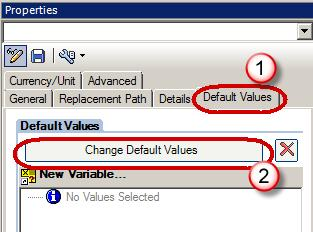 Properties
1
Currency/Unit Advanced
General Replacement Path Details Default Values
Default Values
Change Default Values
2
New Variable...
No Values Selected